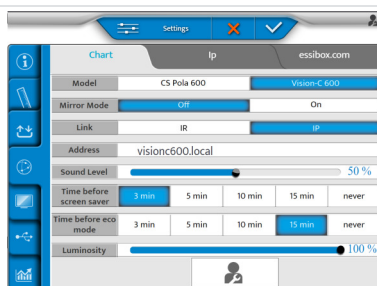 Settings
Chart Ip essibox.com
Model CS Pola 600 Vision-C 600
Mirror Mode Off On
Link IR IP
Address visionc600.local
Sound Level 50 %
Time before screen saver 3 min 5 min 10 min 15 min never
Time before eco mode 3 min 5 min 10 min 15 min never
Luminosity 100 %